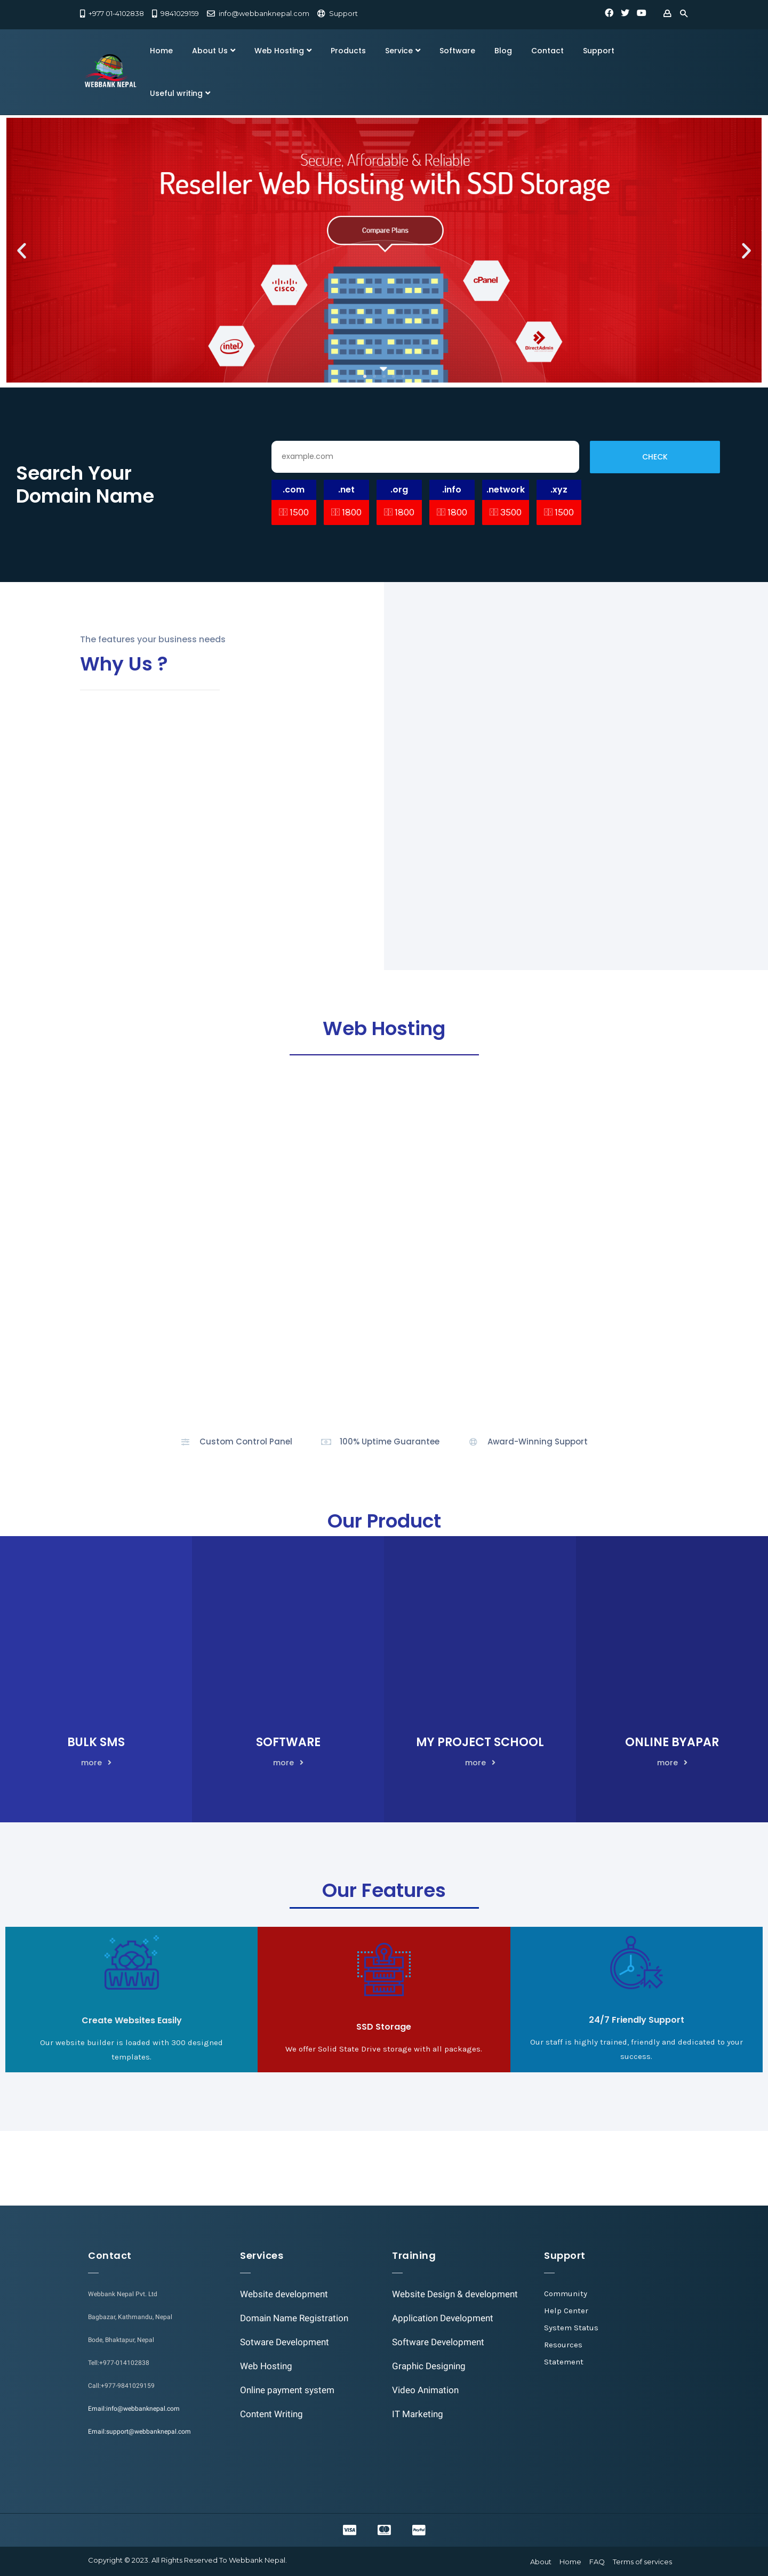 +977 01-4102838 9841029159 info@webbanknepal.com Support
WEBBANK NEPAL
Home About Us Web Hosting Products Service Software Blog Contact Support
Useful writing
Secure, Affordable & Reliable
Reseller Web Hosting with SSD Storage
Compare Plans
CISCO
cPanel
intel
DirectAdmin
Search Your
Domain Name
example.com
CHECK
.com .net .org .info .network .xyz
1500 1800 1800 1800 3500 1500
The features your business needs
Why Us ?
Web Hosting
Custom Control Panel 100% Uptime Guarantee Award-Winning Support
Our Product
BULK SMS
more
SOFTWARE
more
MY PROJECT SCHOOL
more
ONLINE BYAPAR
more
Our Features
WWW
Create Websites Easily
Our website builder is loaded with 300 designed
templates.
SSD Storage
We offer Solid State Drive storage with all packages.
24/7 Friendly Support
Our staff is highly trained, friendly and dedicated to your
success.
Contact
Webbank Nepal Pvt. Ltd
Bagbazar, Kathmandu, Nepal
Bode, Bhaktapur, Nepal
Tell:+977-014102838
Call:+977-9841029159
Email:info@webbanknepal.com
Email:support@webbanknepal.com
Services
Website development
Domain Name Registration
Sotware Development
Web Hosting
Online payment system
Content Writing
Training
Website Design & development
Application Development
Software Development
Graphic Designing
Video Animation
IT Marketing
Support
Community
Help Center
System Status
Resources
Statement
VISA
PayPal
Copyright © 2023. All Rights Reserved To Webbank Nepal.
About Home FAQ Terms of services